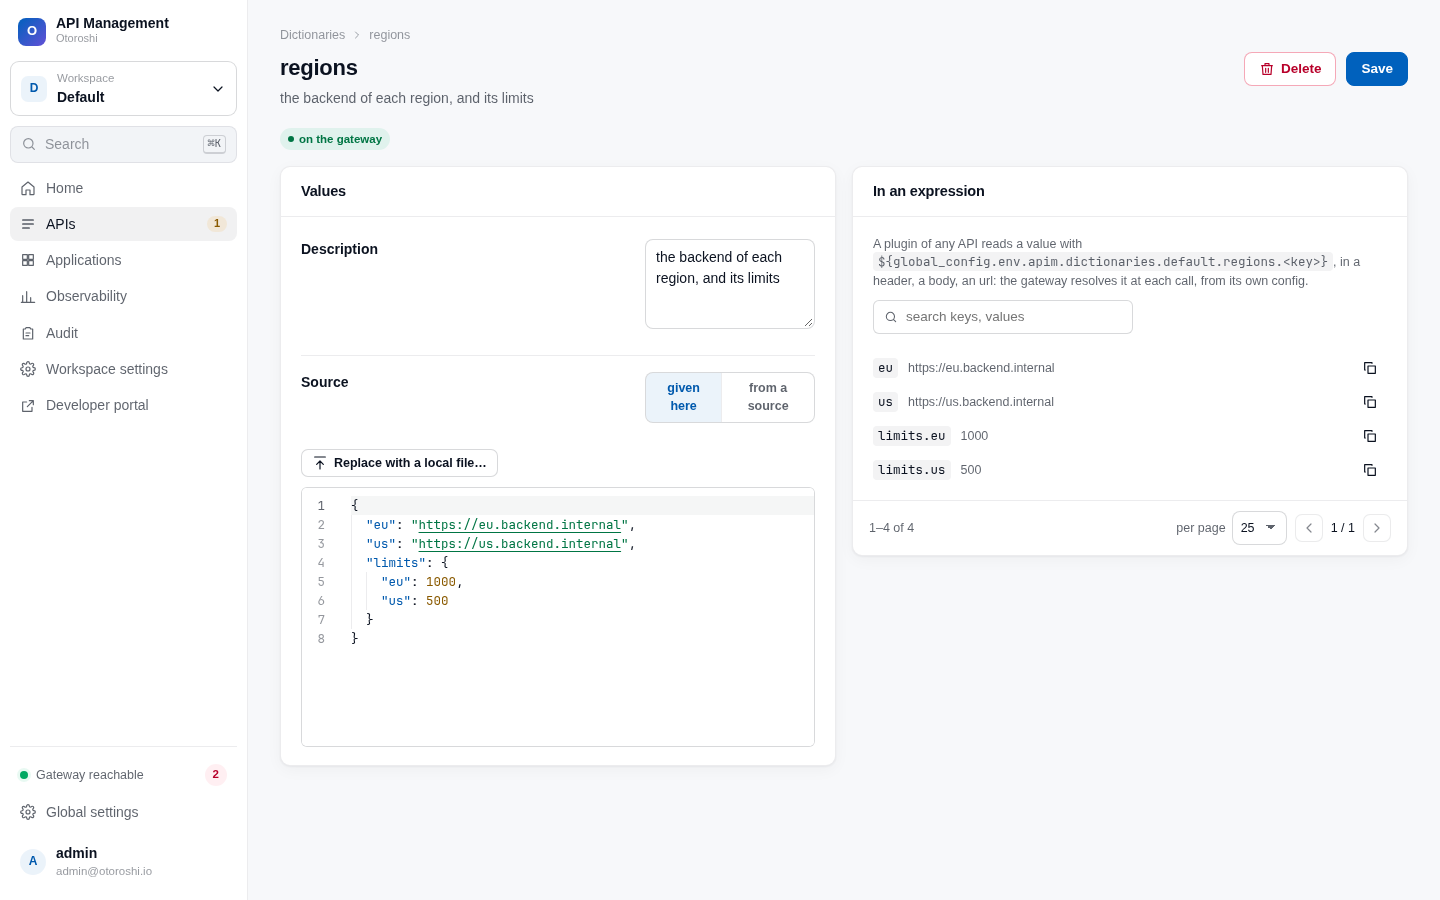 O
API Management
Otoroshi
D
Workspace
Default
Search
⌘K
Home
APIs 1
Applications
Observability
Audit
Workspace settings
Developer portal
Gateway reachable 2
Global settings
A
admin
admin@otoroshi.io
Dictionaries > regions
regions
Delete
Save
the backend of each region, and its limits
on the gateway
Values
Description
the backend of each
region, and its limits
Source
given
here
from a
source
Replace with a local file...
1 {
2 "eu": "https://eu.backend.internal",
3 "us": "https://us.backend.internal",
4 "limits": {
5 "eu": 1000,
6 "us": 500
7 }
8 }
In an expression
A plugin of any API reads a value with
${global_config.env.apim.dictionaries.default.regions.<key>}, in a
header, a body, an url: the gateway resolves it at each call, from its own config.
search keys, values
eu https://eu.backend.internal
us https://us.backend.internal
limits.eu 1000
limits.us 500
1–4 of 4
per page 25
1 / 1